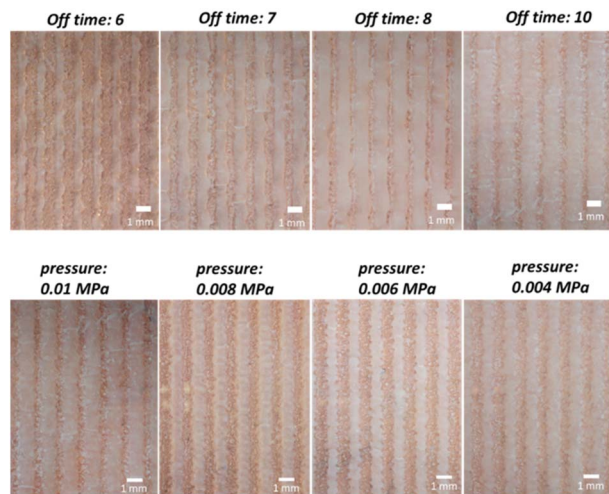 Off time: 6
Off time: 7
Off time: 8
Off time: 10
1 mm
1 mm
1 mm
1 mm
pressure:
0.01 MPa
pressure:
0.008 MPa
pressure:
0.006 MPa
pressure:
0.004 MPa
1 mm
1 mm
1 mm
1 mm